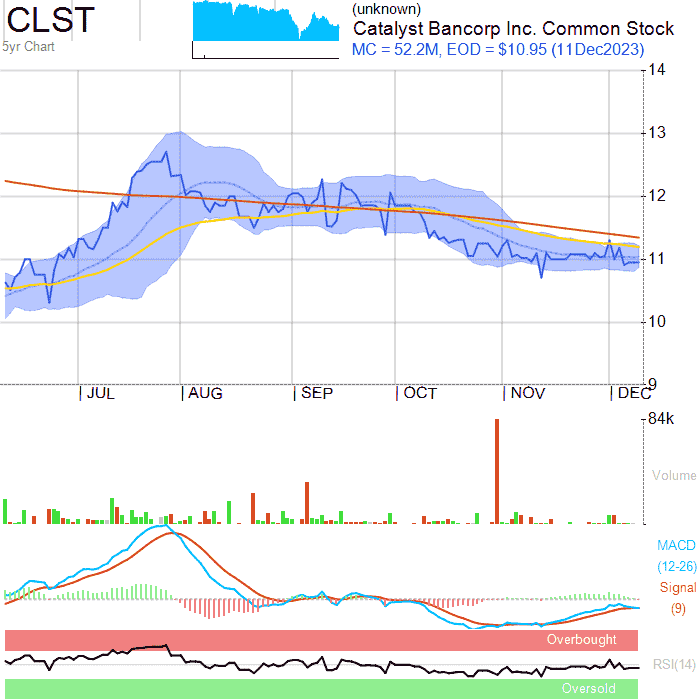 CLST
(unknown)
Catalyst Bancorp Inc. Common Stock
5yr Chart
MC = 52.2M, EOD = $10.95 (11Dec2023)
14
13
12
11
10
9
JUL AUG SEP OCT NOV DEC
84k
Volume
MACD
(12-26)
Signal
(9)
Overbought
RSI(14)
Oversold